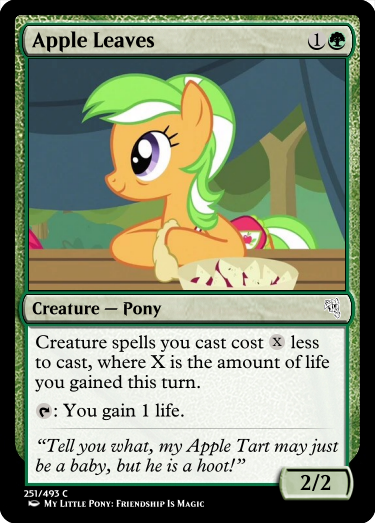 Apple Leaves 1
Creature — Pony
Creature spells you cast cost X less
to cast, where X is the amount of life
you gained this turn.
: You gain 1 life.
“Tell you what, my Apple Tart may just
be a baby, but he is a hoot!”
2/2
251/493 C
My Little Pony: Friendship Is Magic